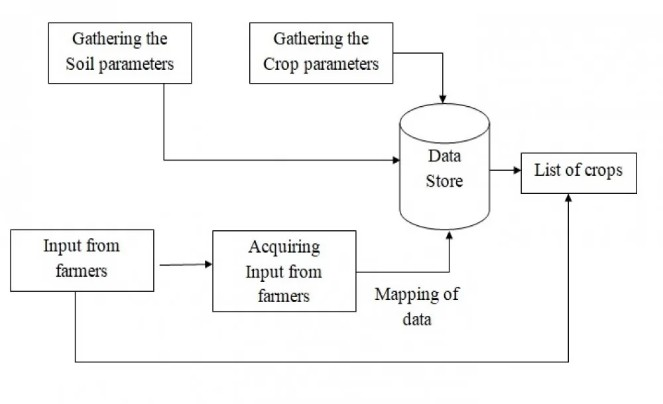 Gathering the
Soil parameters
Gathering the
Crop parameters
Data
Store
List of crops
Input from
farmers
Acquiring
Input from
farmers
Mapping of
data